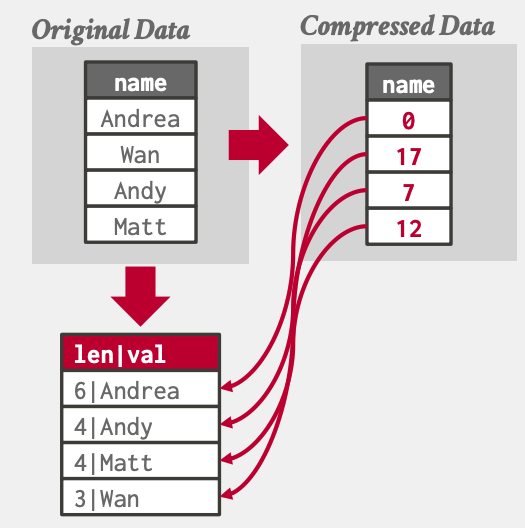 Original Data
name
Andrea
Wan
Andy
Matt
Compressed Data
name
0
17
7
12
len|val
6|Andrea
4|Andy
4|Matt
3|Wan